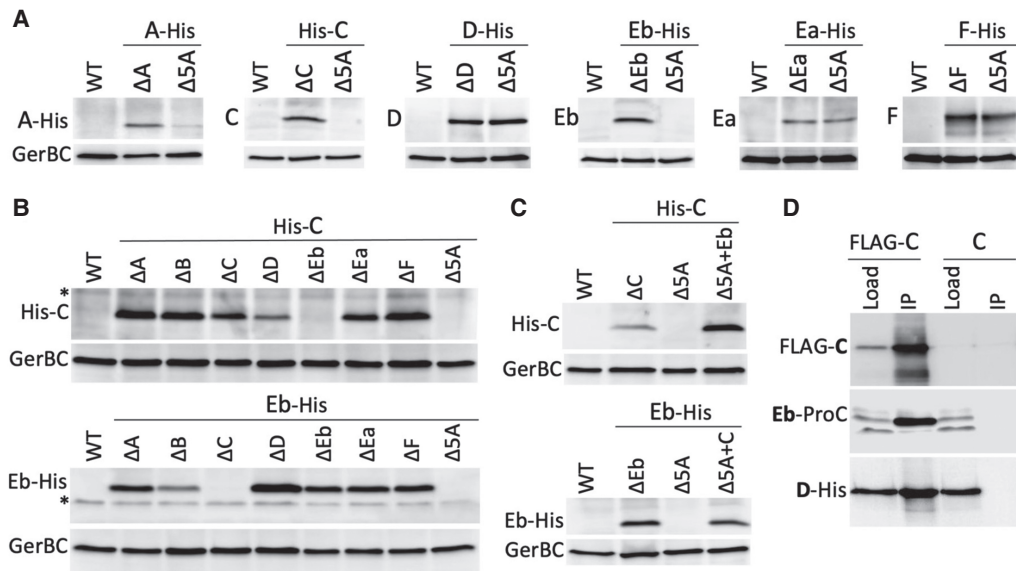 A
A-His
WT ΔA Δ5A
A-His
GerBC
His-C
WT ΔC Δ5A
C
D-His
WT ΔD Δ5A
D
Eb-His
WT ΔEb Δ5A
Eb
Ea-His
WT ΔEa Δ5A
Ea
F-His
WT ΔF Δ5A
F
B
His-C
WT ΔA ΔB ΔC ΔD ΔEb ΔEa ΔF Δ5A
*
His-C
GerBC
Eb-His
WT ΔA ΔB ΔC ΔD ΔEb ΔEa ΔF Δ5A
Eb-His
*
GerBC
C
His-C
WT ΔC Δ5A Δ5A+Eb
His-C
GerBC
Eb-His
WT ΔEb Δ5A Δ5A+C
Eb-His
GerBC
D
FLAG-C C
Load IP Load IP
FLAG-C
Eb-ProC
D-His